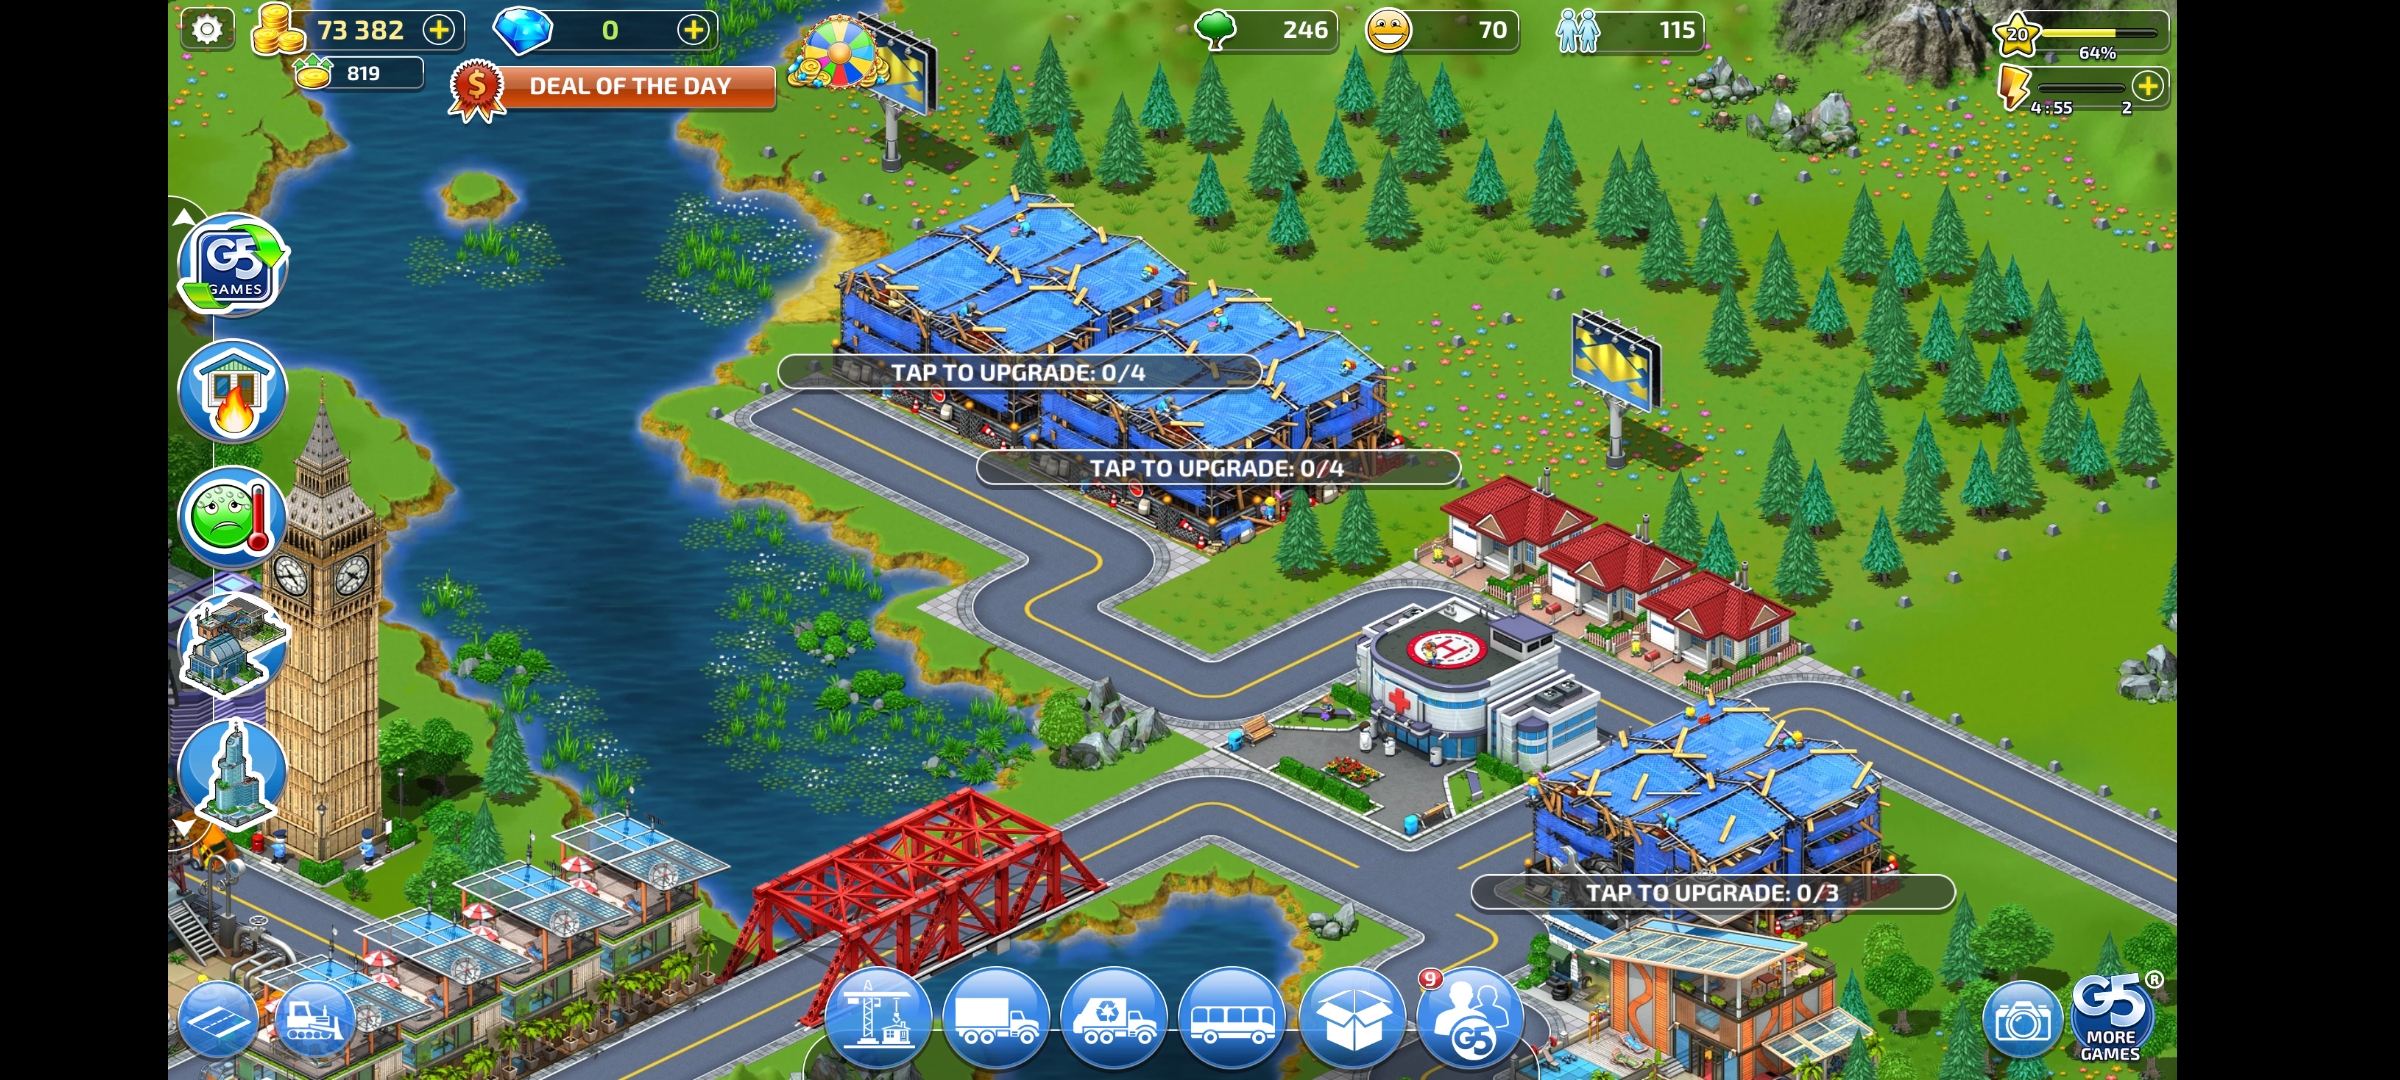 73 382
0
246
70
115
20
64%
819
DEAL OF THE DAY
4:55
2
G5
GAMES
TAP TO UPGRADE: 0/4
TAP TO UPGRADE: 0/4
H
TAP TO UPGRADE: 0/3
9
G5
G5®
MORE
GAMES